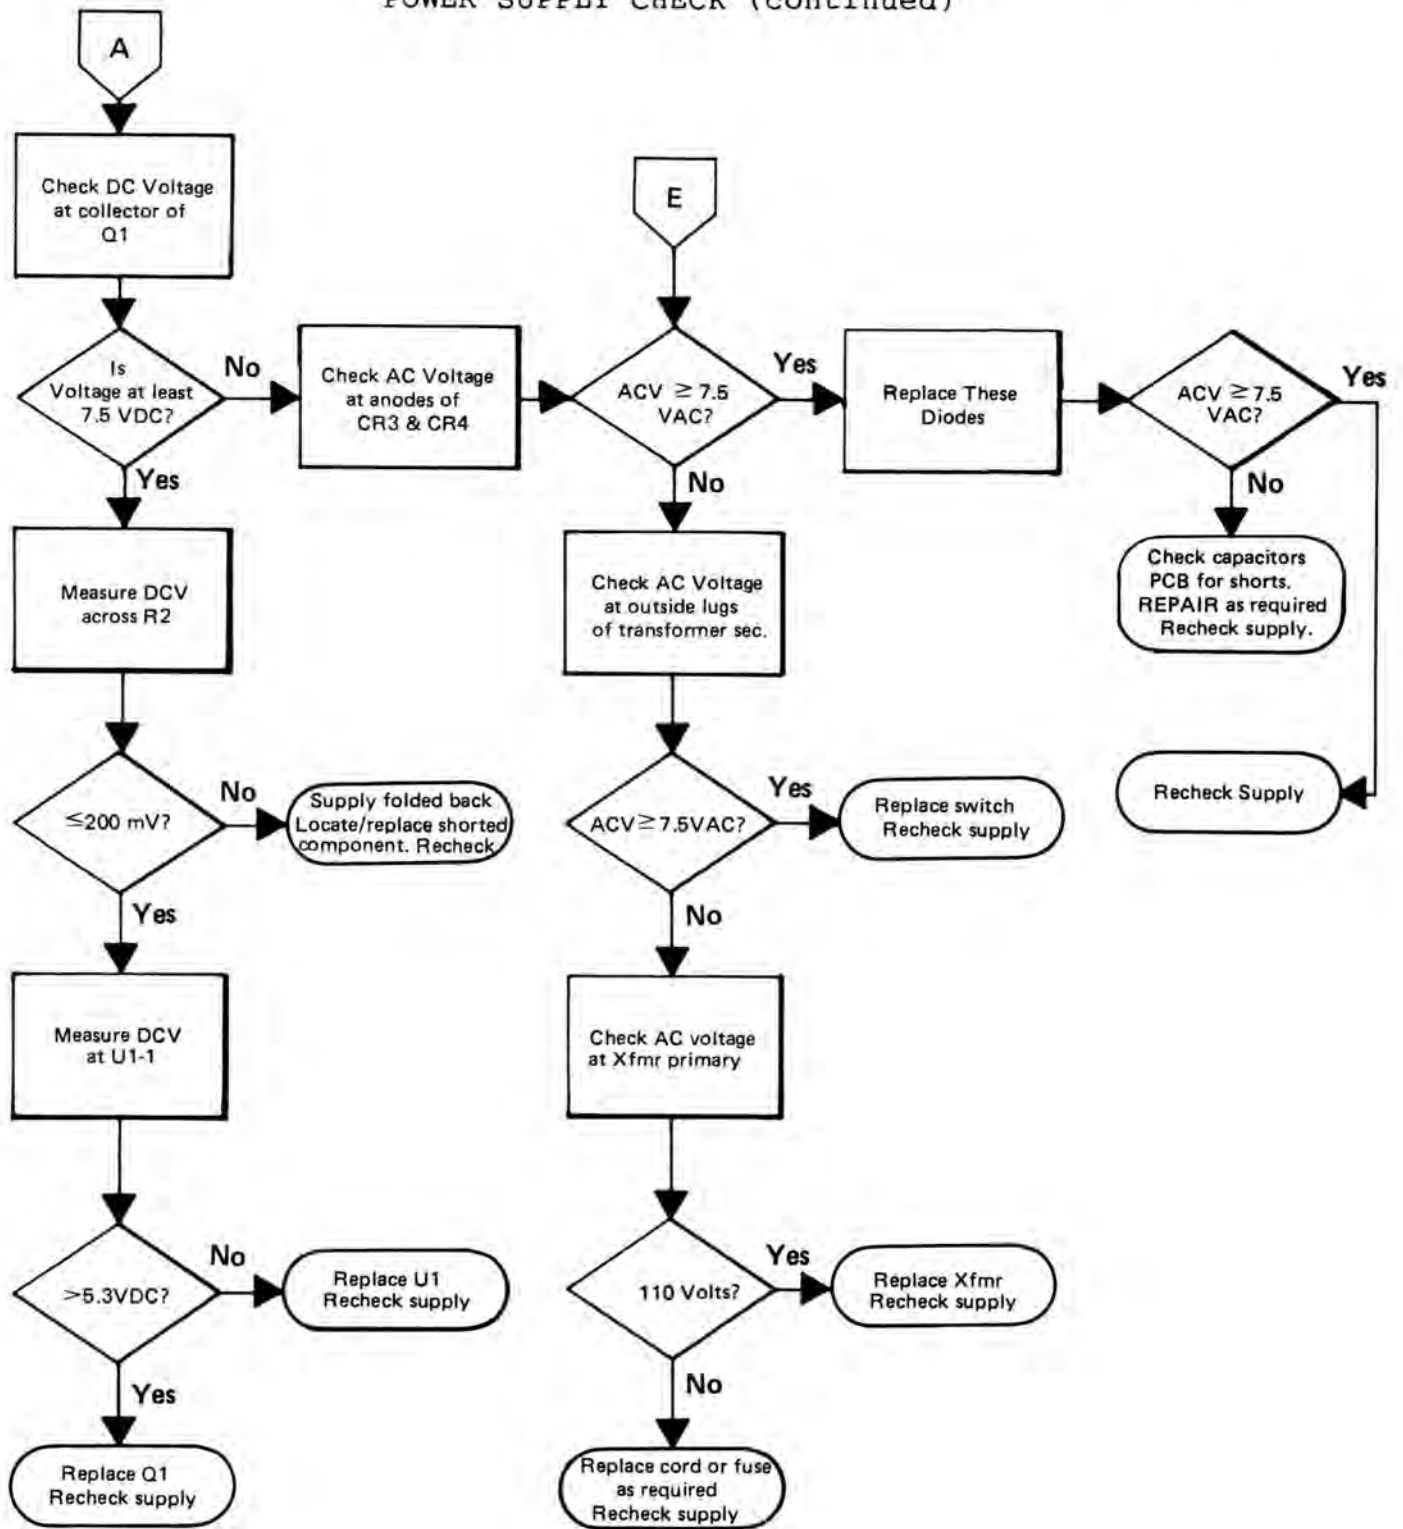 POWER SUPPLY CHECK (continued)
A
Check DC Voltage
at collector of
Q1
E
Is
Voltage at least
7.5 VDC?
No
Yes
Check AC Voltage
at anodes of
CR3 & CR4
ACV ≥ 7.5
VAC?
Yes
No
Replace These
Diodes
ACV ≥ 7.5
VAC?
Yes
No
Measure DCV
across R2
Check AC Voltage
at outside lugs
of transformer sec.
Check capacitors
PCB for shorts.
REPAIR as required
Recheck supply.
≤200 mV?
No
Yes
Supply folded back
Locate/replace shorted
component. Recheck.
ACV≥7.5VAC?
Yes
No
Replace switch
Recheck supply
Recheck Supply
Measure DCV
at U1-1
Check AC voltage
at Xfmr primary
>5.3VDC?
No
Yes
Replace U1
Recheck supply
110 Volts?
Yes
No
Replace Xfmr
Recheck supply
Replace Q1
Recheck supply
Replace cord or fuse
as required
Recheck supply